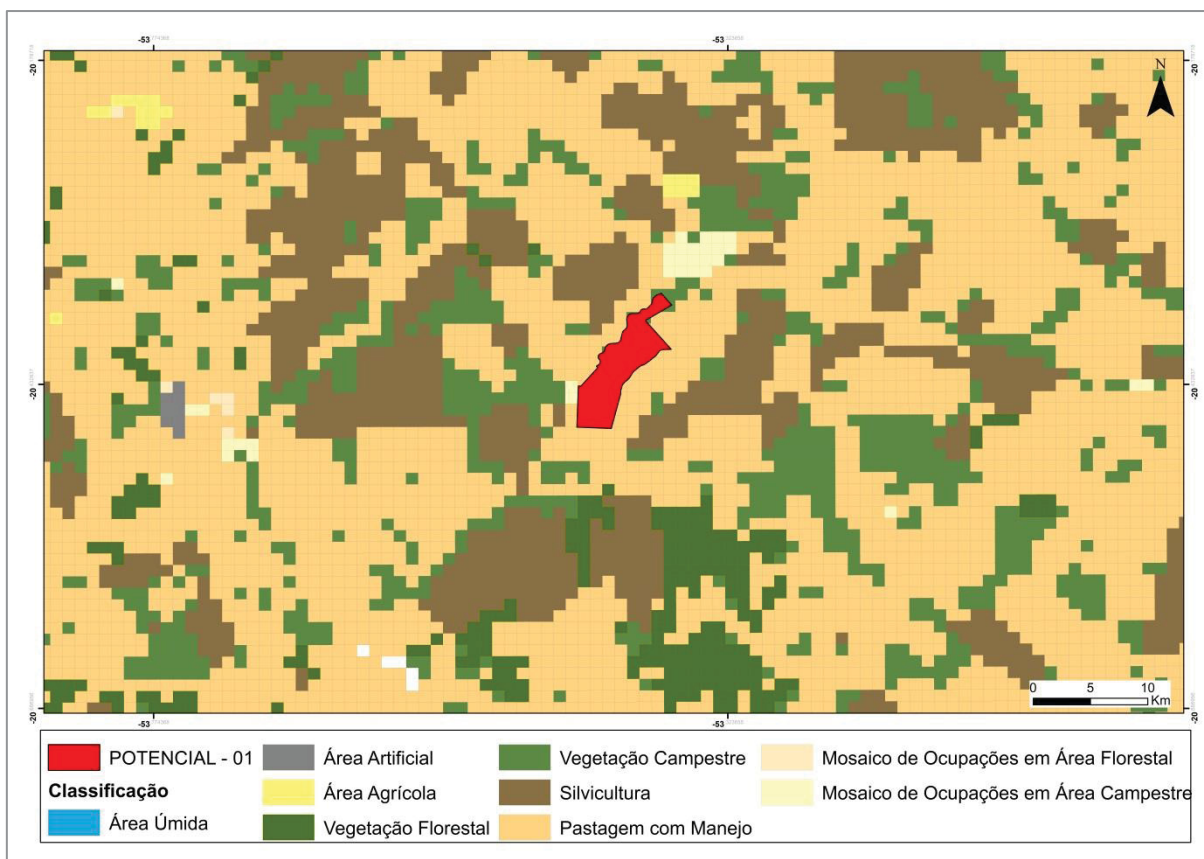 -53
-53
-20
-20
N
-20
-20
-20
-20
0 5 10
Km
-53
-53
POTENCIAL - 01
Classificação
Área Úmida
Área Artificial
Área Agrícola
Vegetação Florestal
Vegetação Campestre
Silvicultura
Pastagem com Manejo
Mosaico de Ocupações em Área Florestal
Mosaico de Ocupações em Área Campestre